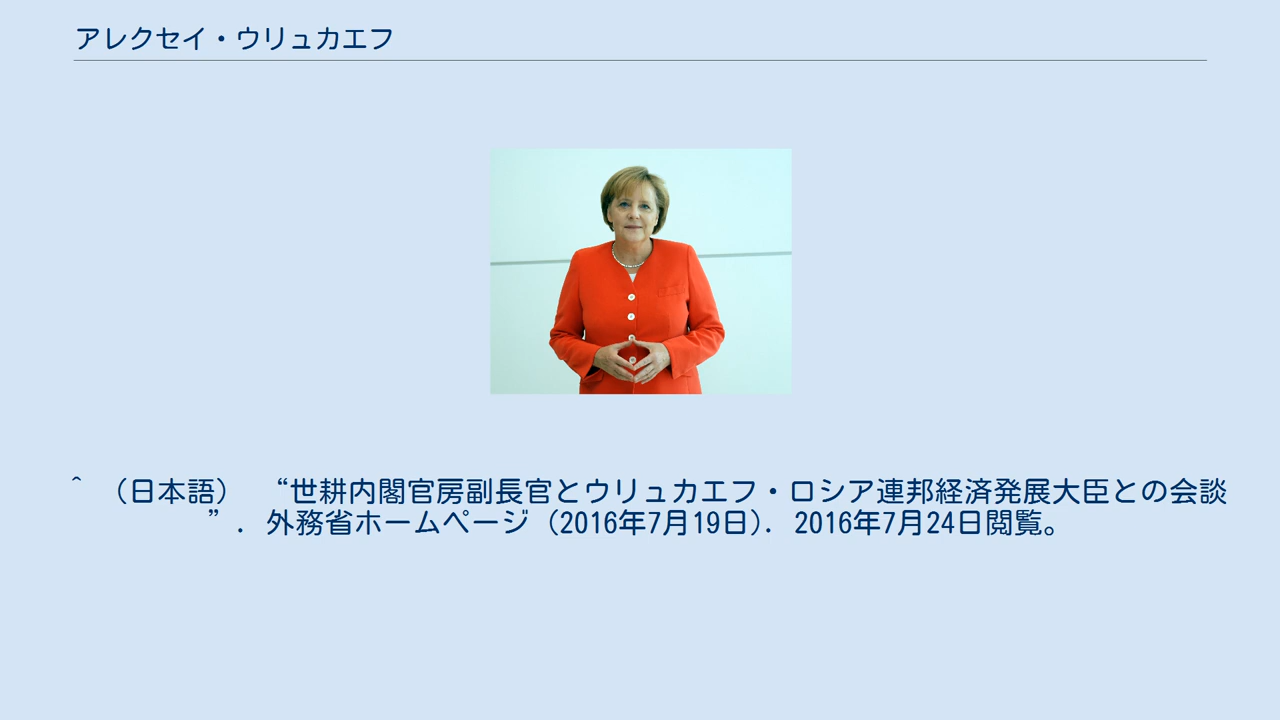 アレクセイ・ウリュカエフ
^ （日本語） “世耕内閣官房副長官とウリュカエフ・ロシア連邦経済発展大臣との会談
”. 外務省ホームページ (2016年7月19日). 2016年7月24日閲覧。